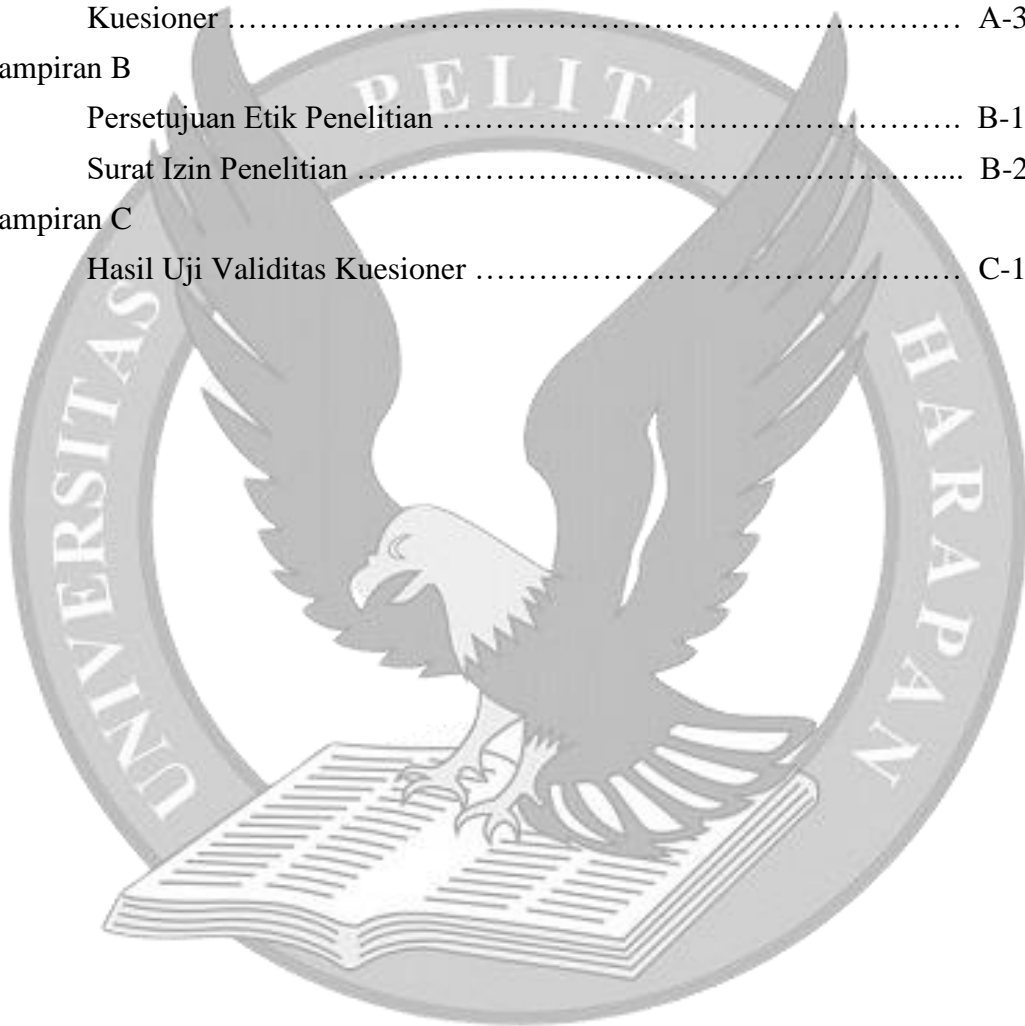 Kuesioner ……………………………………………………………… A-3
ampiran B
Persetujuan Etik Penelitian ……………………………………………. B-1
Surat Izin Penelitian ………………………………………………….... B-2
ampiran C
Hasil Uji Validitas Kuesioner ……………………………………….… C-1
UNIVERSITAS PELITA HARAPAN